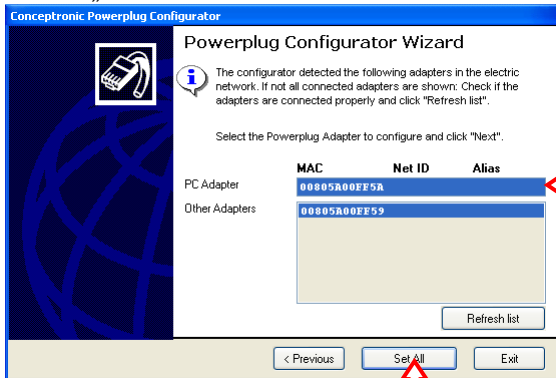 Conceptronic Powerplug Configurator
Powerplug Configurator Wizard
The configurator detected the following adapters in the electric
network. If not all connected adapters are shown: Check if the
adapters are connected properly and click "Refresh list".
Select the Powerplug Adapter to configure and click "Next".
MAC Net ID Alias
PC Adapter 00805A00FF5A
Other Adapters 00805A00FF59
Refresh list
< Previous Set All Exit